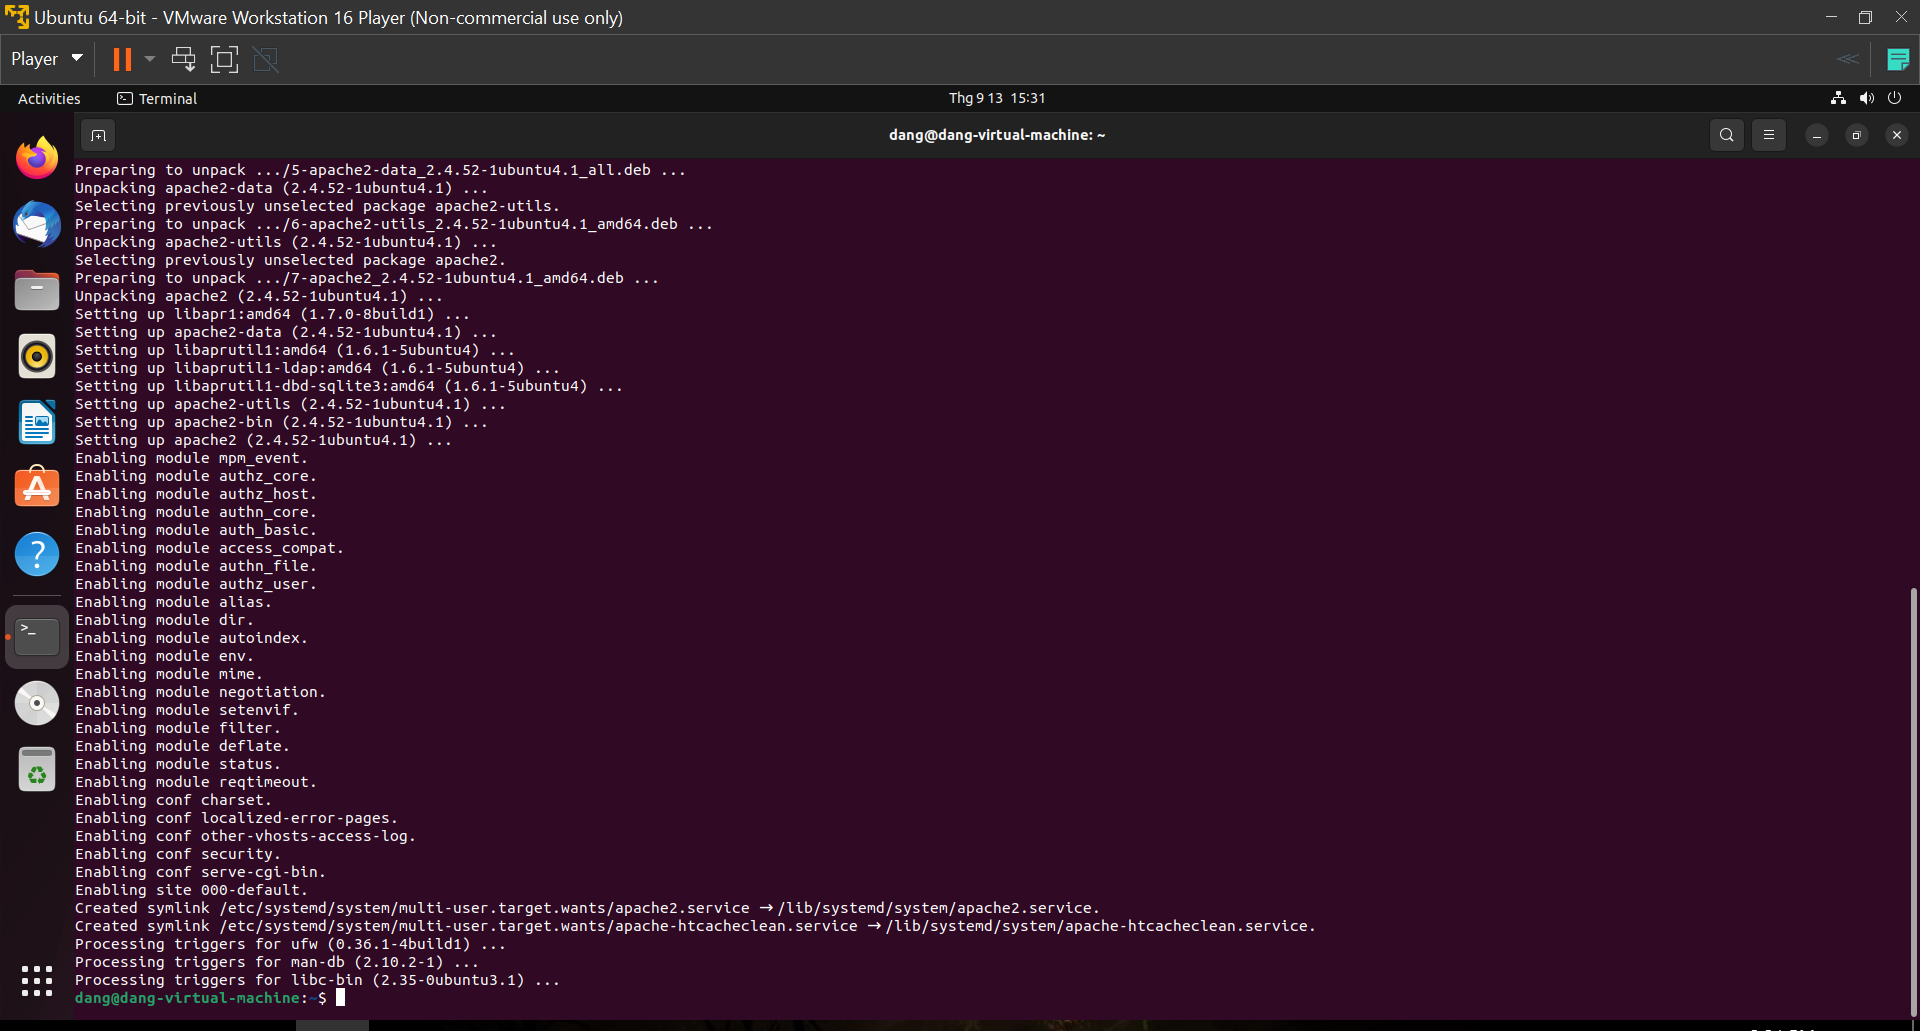 Ubuntu 64-bit - VMware Workstation 16 Player (Non-commercial use only)
Player
Activities
Terminal
Thg 9 13 15:31
dang@dang-virtual-machine: ~
Preparing to unpack .../5-apache2-data_2.4.52-1ubuntu4.1_all.deb ...
Unpacking apache2-data (2.4.52-1ubuntu4.1) ...
Selecting previously unselected package apache2-utils.
Preparing to unpack .../6-apache2-utils_2.4.52-1ubuntu4.1_amd64.deb ...
Unpacking apache2-utils (2.4.52-1ubuntu4.1) ...
Selecting previously unselected package apache2.
Preparing to unpack .../7-apache2_2.4.52-1ubuntu4.1_amd64.deb ...
Unpacking apache2 (2.4.52-1ubuntu4.1) ...
Setting up libapr1:amd64 (1.7.0-8build1) ...
Setting up apache2-data (2.4.52-1ubuntu4.1) ...
Setting up libaprutil1:amd64 (1.6.1-5ubuntu4) ...
Setting up libaprutil1-ldap:amd64 (1.6.1-5ubuntu4) ...
Setting up libaprutil1-dbd-sqlite3:amd64 (1.6.1-5ubuntu4) ...
Setting up apache2-utils (2.4.52-1ubuntu4.1) ...
Setting up apache2-bin (2.4.52-1ubuntu4.1) ...
Setting up apache2 (2.4.52-1ubuntu4.1) ...
Enabling module mpm_event.
Enabling module authz_core.
Enabling module authz_host.
Enabling module authn_core.
Enabling module auth_basic.
Enabling module access_compat.
Enabling module authn_file.
Enabling module authz_user.
Enabling module alias.
Enabling module dir.
Enabling module autoindex.
Enabling module env.
Enabling module mime.
Enabling module negotiation.
Enabling module setenvif.
Enabling module filter.
Enabling module deflate.
Enabling module status.
Enabling module reqtimeout.
Enabling conf charset.
Enabling conf localized-error-pages.
Enabling conf other-vhosts-access-log.
Enabling conf security.
Enabling conf serve-cgi-bin.
Enabling site 000-default.
Created symlink /etc/systemd/system/multi-user.target.wants/apache2.service → /lib/systemd/system/apache2.service.
Created symlink /etc/systemd/system/multi-user.target.wants/apache-htcacheclean.service → /lib/systemd/system/apache-htcacheclean.service.
Processing triggers for ufw (0.36.1-4build1) ...
Processing triggers for man-db (2.10.2-1) ...
Processing triggers for libc-bin (2.35-0ubuntu3.1) ...
dang@dang-virtual-machine:~$